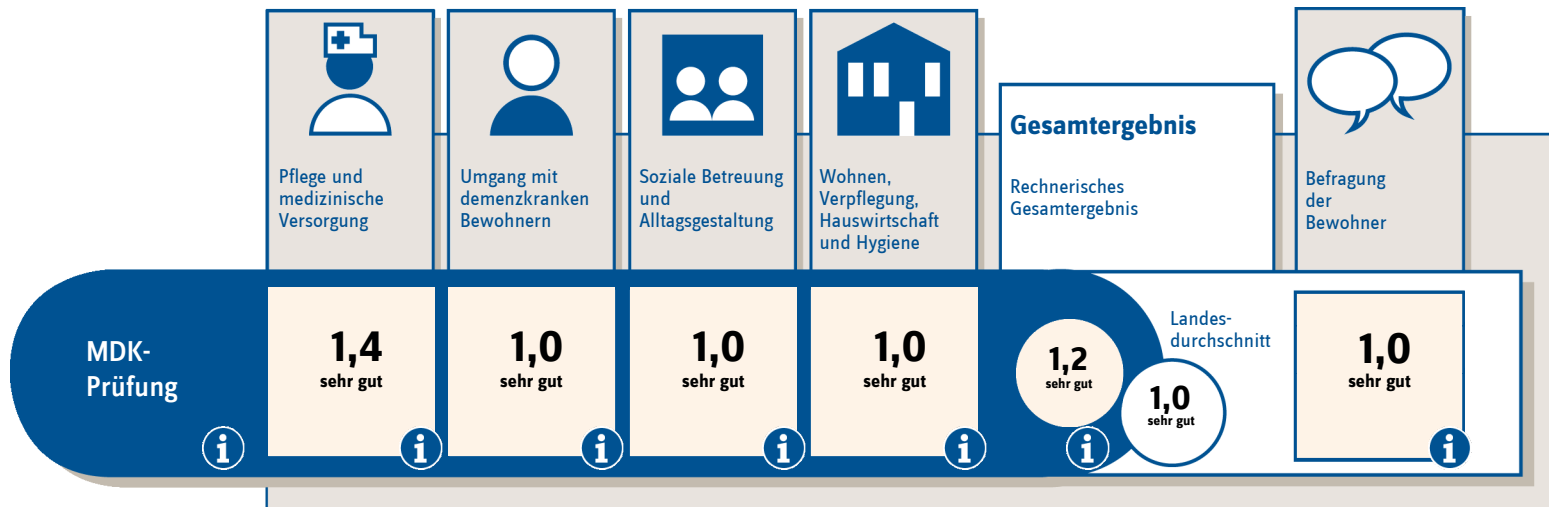 Pflege und
medizinische
Versorgung
Umgang mit
demenzkranken
Bewohnern
Soziale Betreuung
und
Alltagsgestaltung
Wohnen,
Verpflegung,
Hauswirtschaft
und Hygiene
Gesamtergebnis
Rechnerisches
Gesamtergebnis
Befragung
der
Bewohner
MDK-
Prüfung
i
1,4
sehr gut
i
1,0
sehr gut
i
1,0
sehr gut
i
1,0
sehr gut
i
1,2
sehr gut
i
Landes-
durchschnitt
1,0
sehr gut
1,0
sehr gut
i